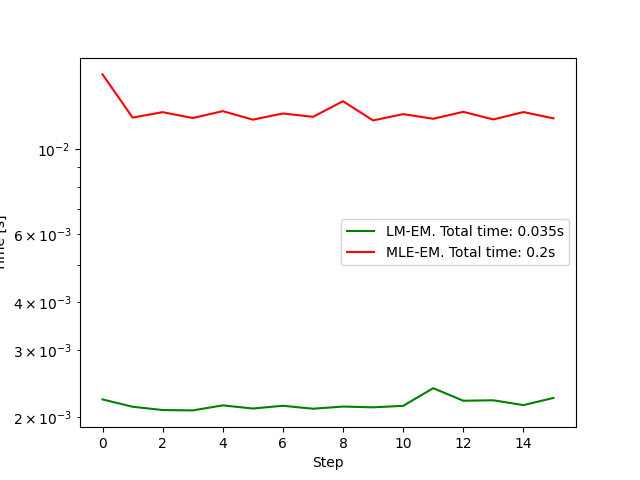 10⁻²
6 × 10⁻³
4 × 10⁻³
3 × 10⁻³
2 × 10⁻³
[s]
LM-EM. Total time: 0.035s
MLE-EM. Total time: 0.2s
0 2 4 6 8 10 12 14
Step